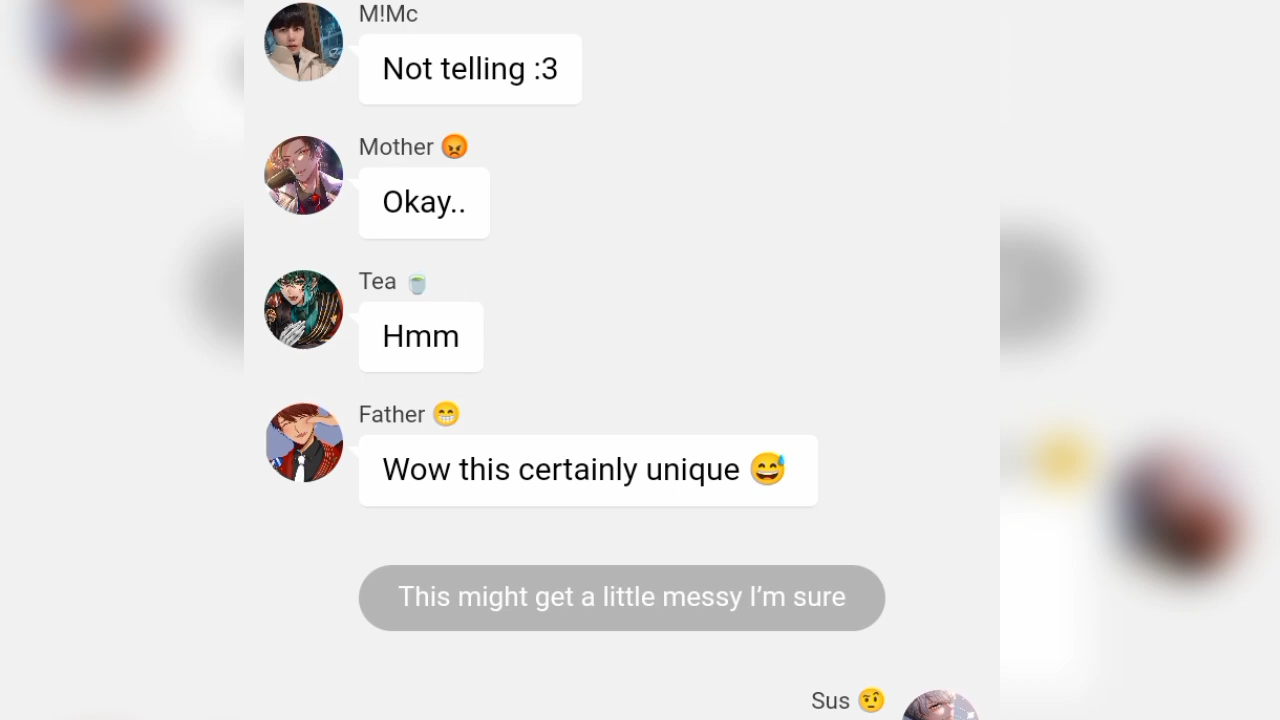 M!Mc
Not telling :3
Mother 😡
Okay..
Tea 🍵
Hmm
Father 😁
Wow this certainly unique 😅
This might get a little messy I’m sure
Sus 🤨